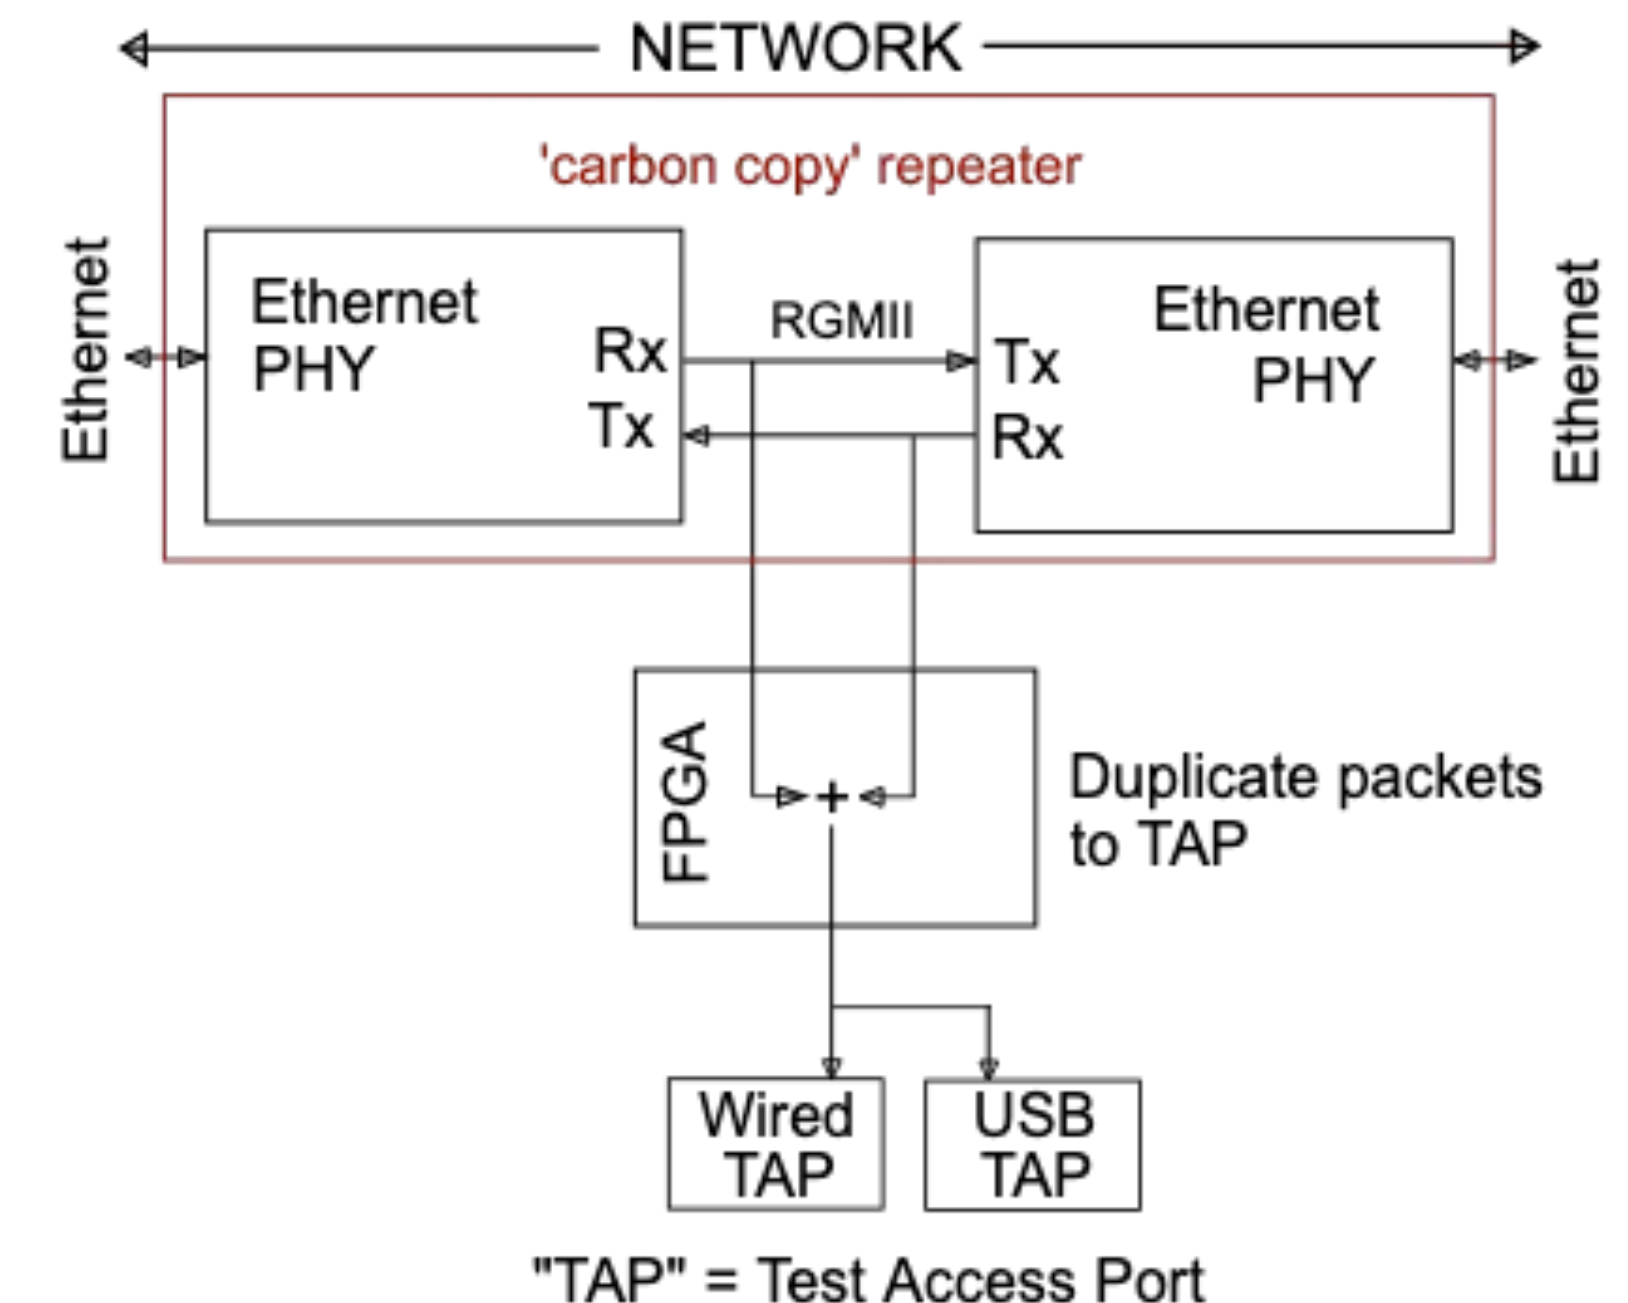 NETWORK
'carbon copy' repeater
Ethernet
Ethernet
PHY
Rx
Tx
RGMII
Ethernet
PHY
Tx
Rx
Ethernet
FPGA
+
Duplicate packets
to TAP
Wired
TAP
USB
TAP
"TAP" = Test Access Port